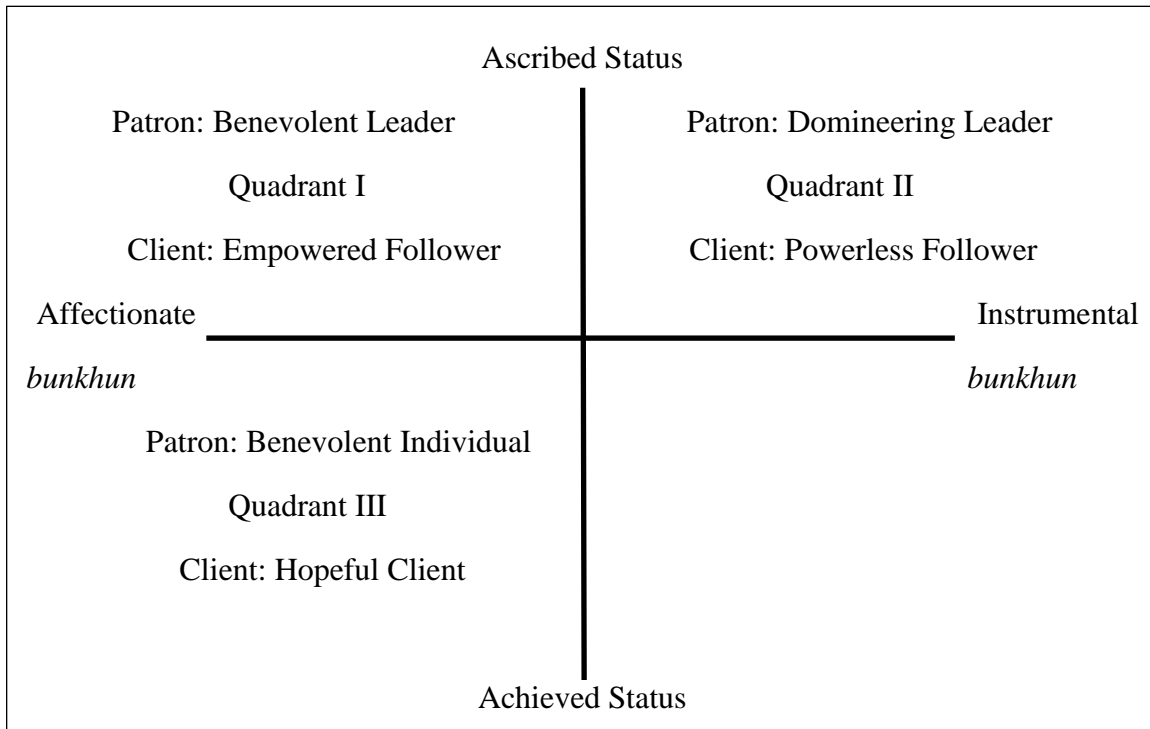 Ascribed Status
Patron: Benevolent Leader
Quadrant I
Client: Empowered Follower
Patron: Domineering Leader
Quadrant II
Client: Powerless Follower
Affectionate
bunkhun
Instrumental
bunkhun
Patron: Benevolent Individual
Quadrant III
Client: Hopeful Client
Achieved Status